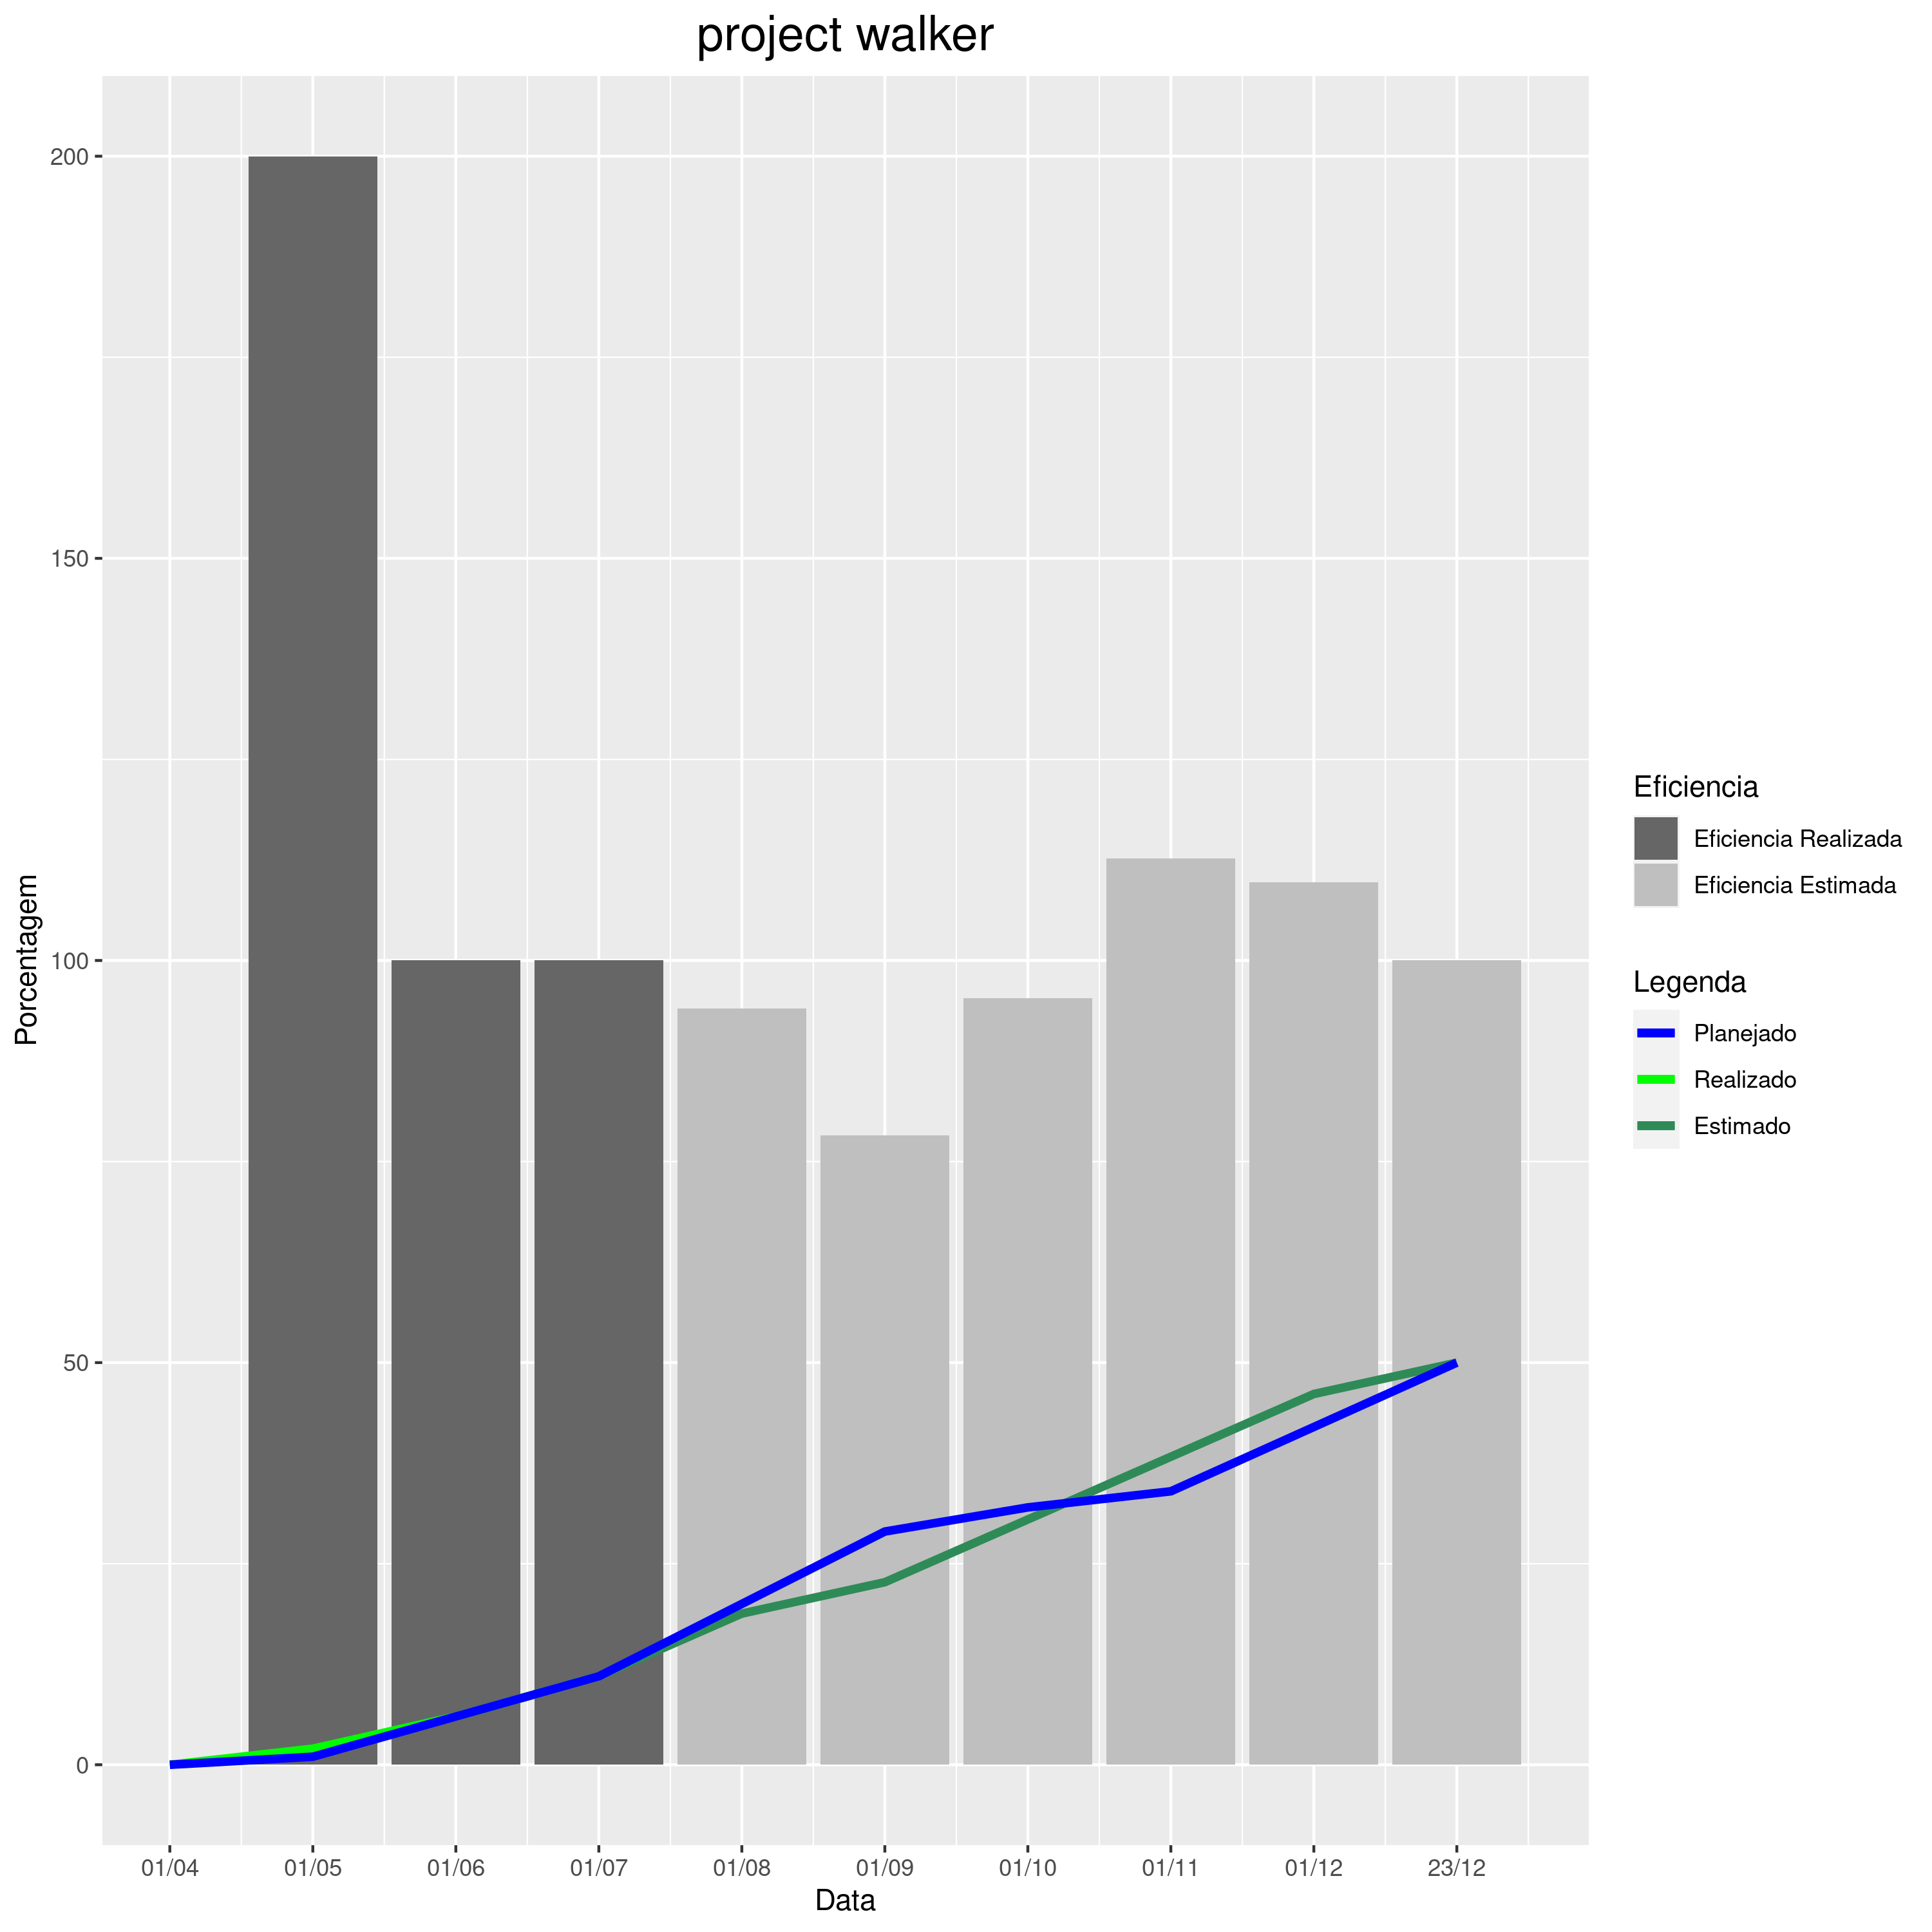 project walker
Porcentagem
200
150
100
50
0
01/04 01/05 01/06 01/07 01/08 01/09 01/10 01/11 01/12 23/12
Data
Eficiencia
Eficiencia Realizada
Eficiencia Estimada
Legenda
Planejado
Realizado
Estimado